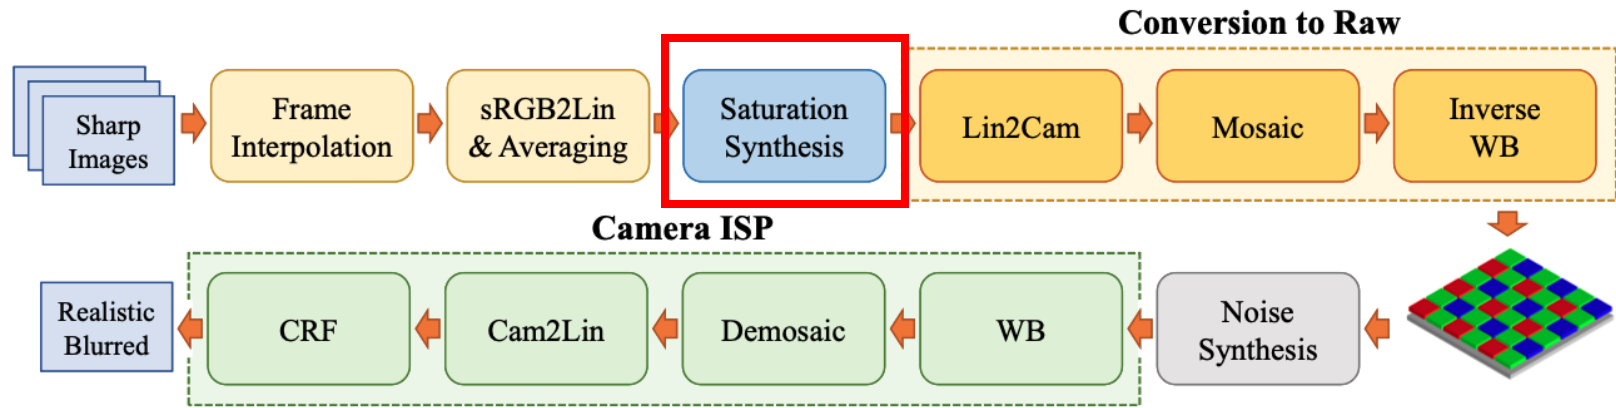 Conversion to Raw
Sharp
Images
Frame
Interpolation
sRGB2Lin
& Averaging
Saturation
Synthesis
Lin2Cam
Mosaic
Inverse
WB
Camera ISP
Realistic
Blurred
CRF
Cam2Lin
Demosaic
WB
Noise
Synthesis